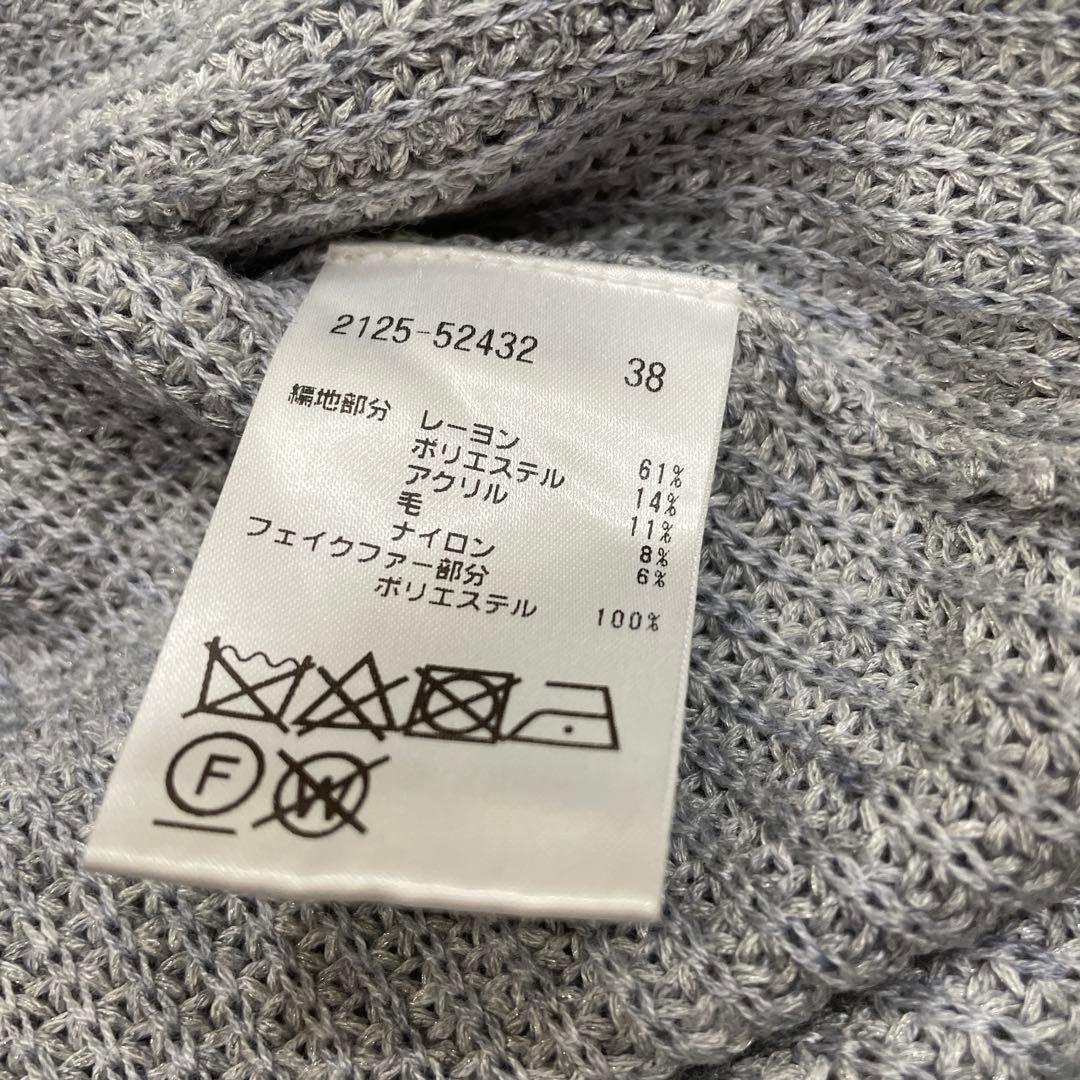 2125-52432 38
編地部分
レーヨン 61%
ポリエステル 14%
アクリル 11%
毛 8%
ナイロン 6%
フェイクファー部分
ポリエステル 100%
F W